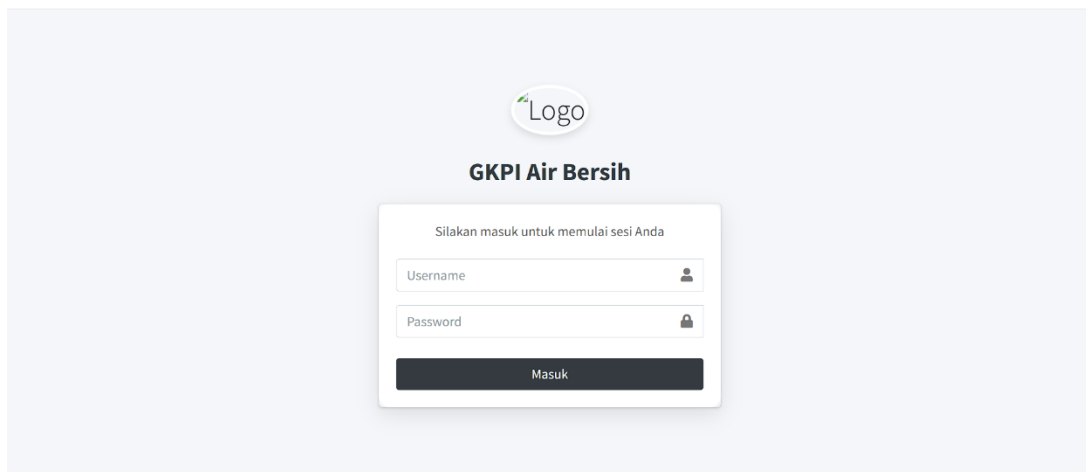 Logo
GKPI Air Bersih
Silakan masuk untuk memulai sesi Anda
Username
Password
Masuk